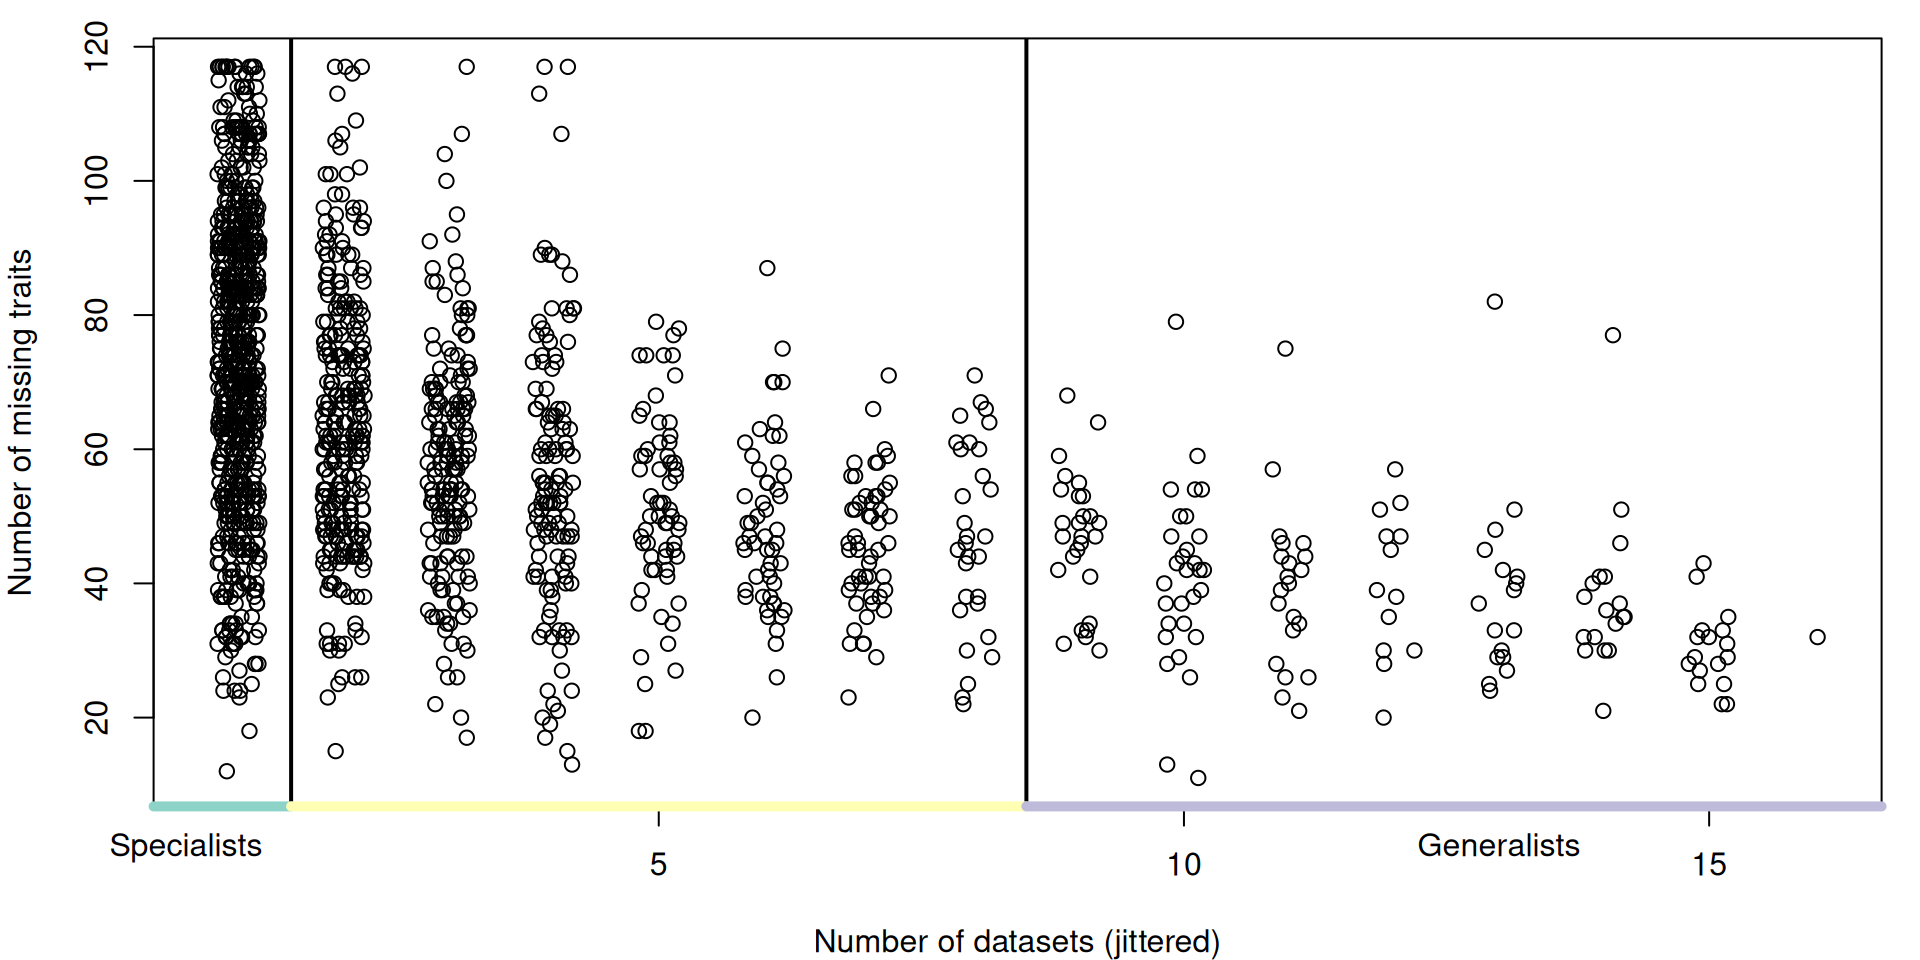 120
100
80
60
40
20
Number of missing traits
Specialists
Generalists
5
10
15
Number of datasets (jittered)